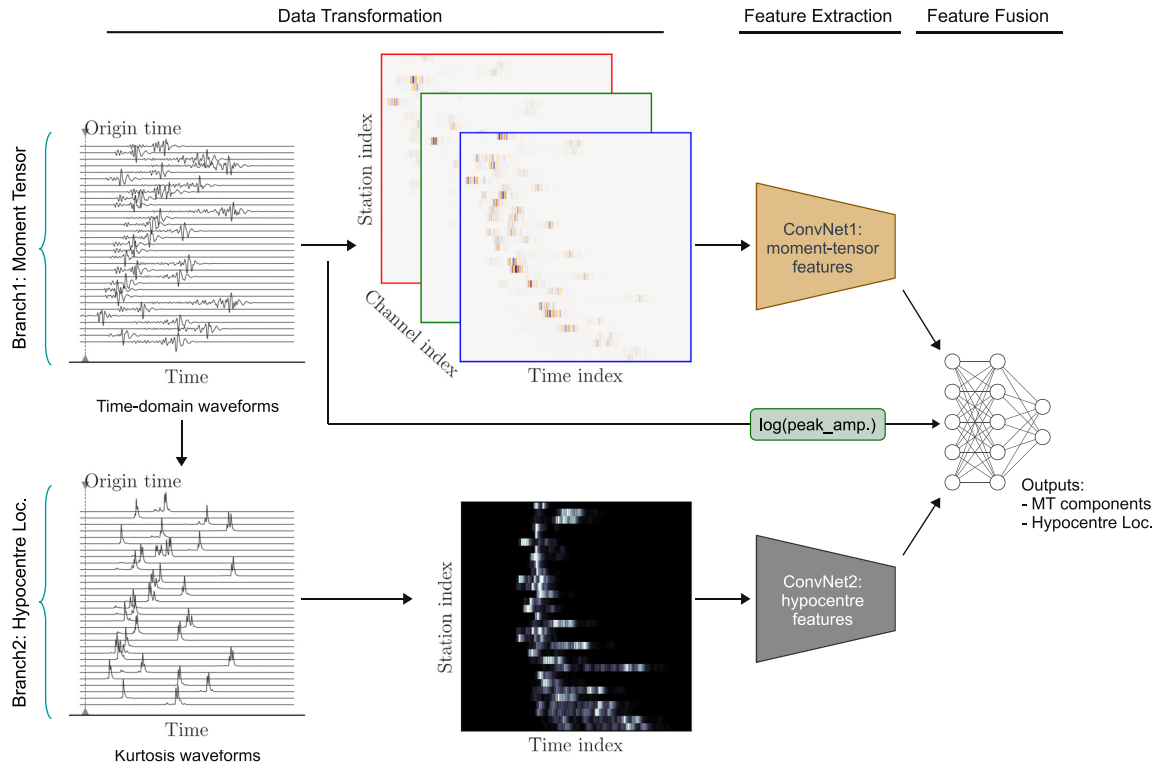 Data Transformation
Feature Extraction
Feature Fusion
Branch1: Moment Tensor
Origin time
Time
Time-domain waveforms
Station index
Channel index
Time index
ConvNet1:
moment-tensor
features
log(peak_amp.)
Outputs:
- MT components
- Hypocentre Loc.
Branch2: Hypocentre Loc.
Origin time
Time
Kurtosis waveforms
Station index
Time index
ConvNet2:
hypocentre
features